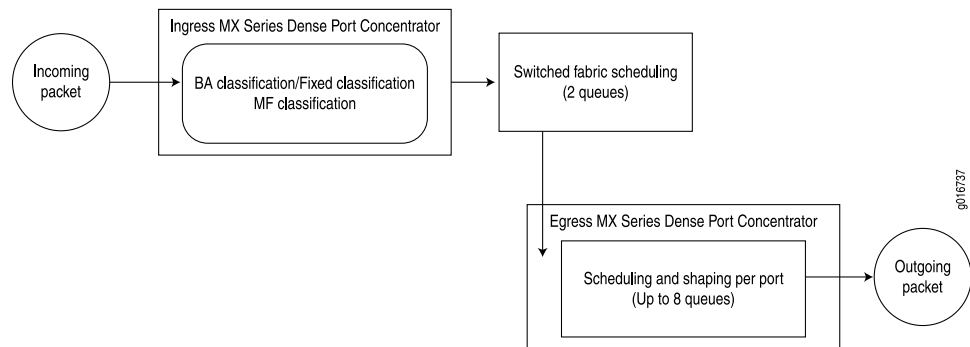 Ingress MX Series Dense Port Concentrator
Incoming
packet
BA classification/Fixed classification
MF classification
Switched fabric scheduling
(2 queues)
Egress MX Series Dense Port Concentrator
Scheduling and shaping per port
(Up to 8 queues)
Outgoing
packet
g016737